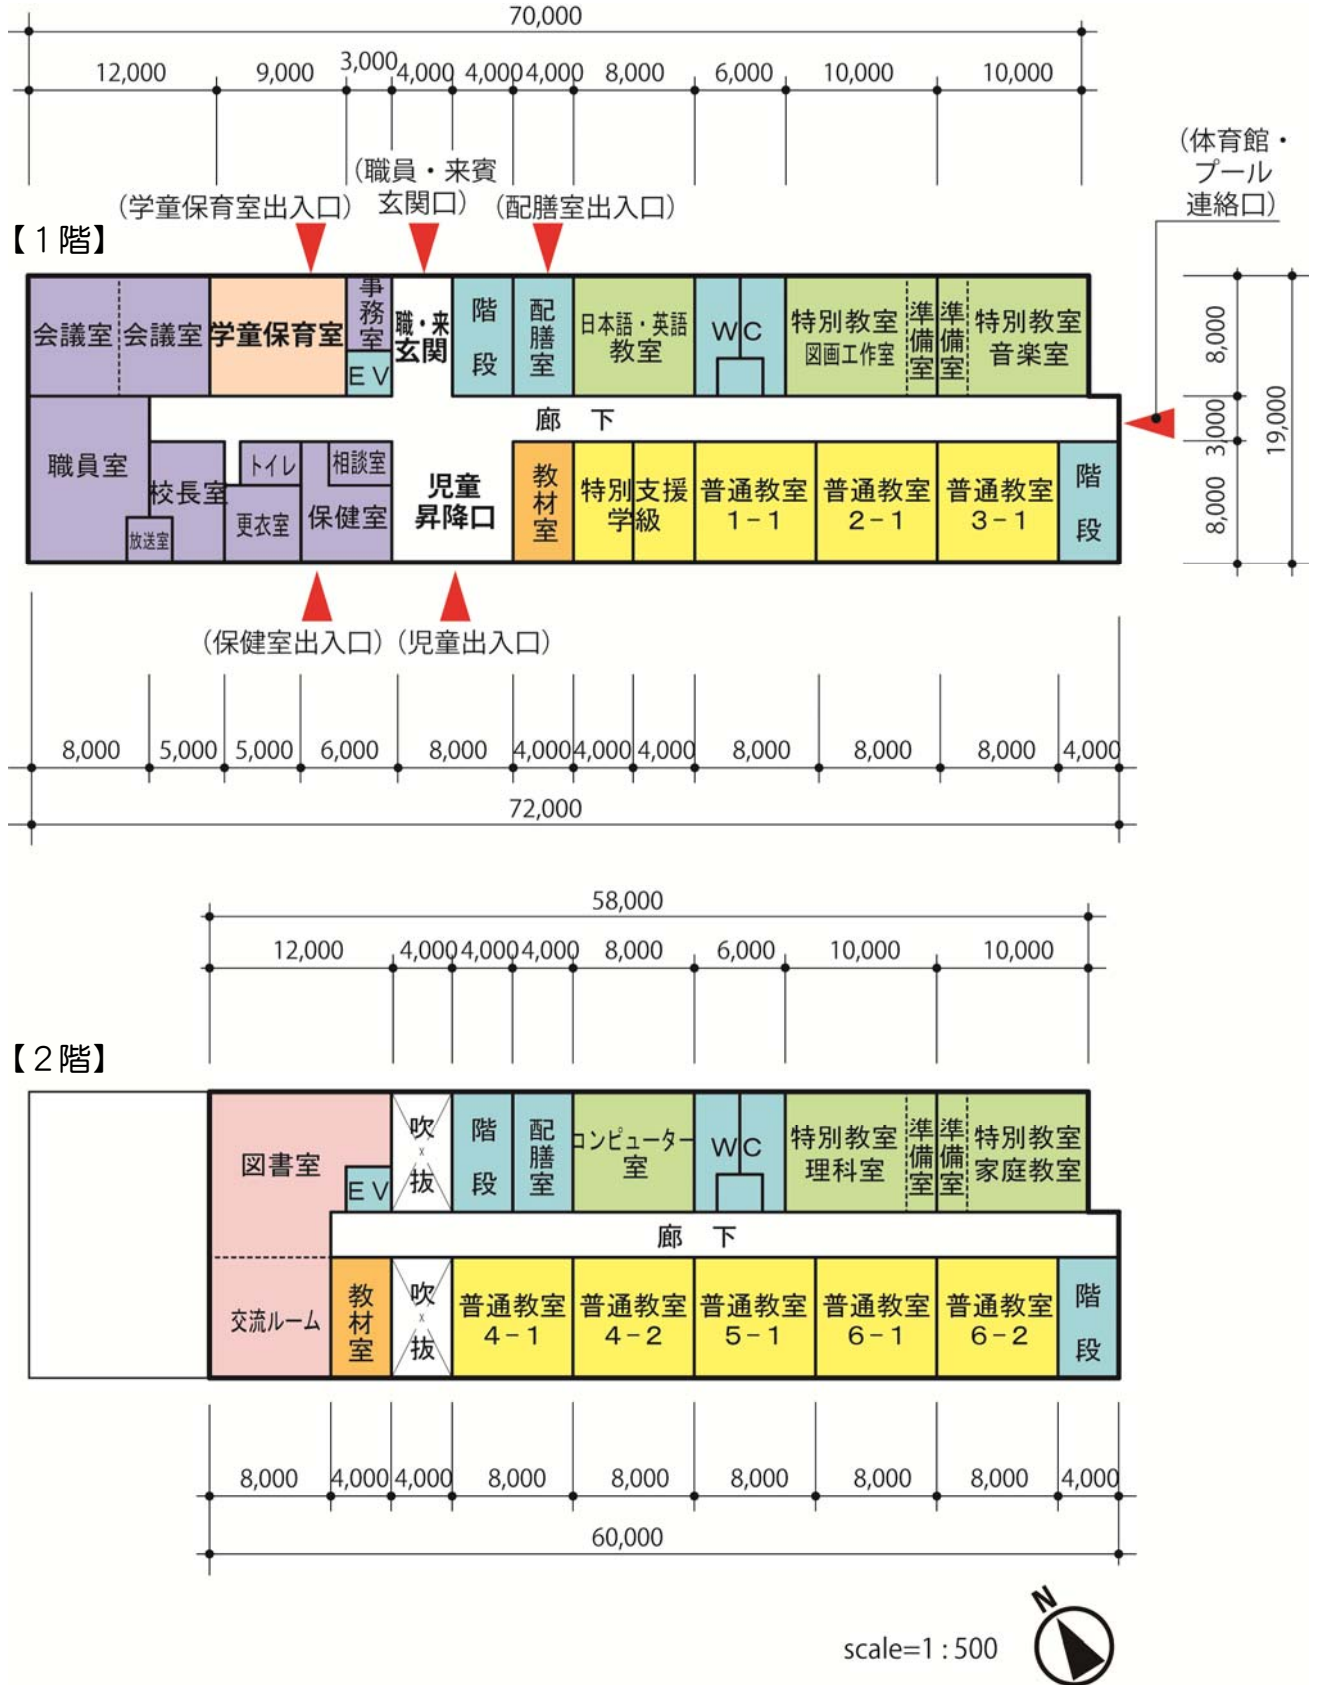 70,000
12,000 9,000 3,000 4,000 4,000 4,000 8,000 6,000 10,000 10,000
(体育館・
プール
連絡口)
(職員・来賓
玄関口)
(学童保育室出入口)
(配膳室出入口)
【1階】
会議室 会議室 学童保育室
事務室
EV
職・来
玄関
階段
配膳室
日本語・英語
教室
WC
特別教室
図画工作室
準備室
準備室
特別教室
音楽室
廊下
職員室
校長室
放送室
トイレ
更衣室
相談室
保健室
児童
昇降口
教材室
特別支援
学級
普通教室
1-1
普通教室
2-1
普通教室
3-1
階段
8,000
3,000
8,000
19,000
(保健室出入口)
(児童出入口)
8,000 5,000 5,000 6,000 8,000 4,000 4,000 4,000 8,000 8,000 8,000 4,000
72,000
58,000
12,000 4,000 4,000 4,000 8,000 6,000 10,000 10,000
【2階】
図書室
EV
吹抜
階段
配膳室
コンピューター
室
WC
特別教室
理科室
準備室
準備室
特別教室
家庭教室
廊下
交流ルーム
教材室
吹抜
普通教室
4-1
普通教室
4-2
普通教室
5-1
普通教室
6-1
普通教室
6-2
階段
8,000 4,000 4,000 8,000 8,000 8,000 8,000 8,000 4,000
60,000
N
scale=1:500